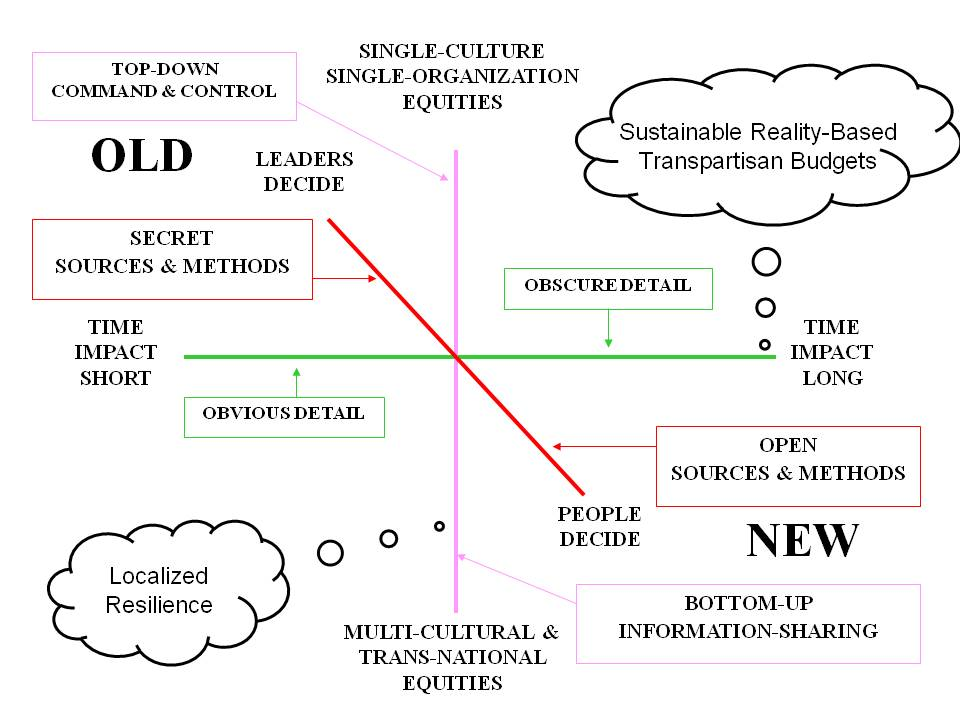 SINGLE-CULTURE
SINGLE-ORGANIZATION
EQUITIES
TOP-DOWN
COMMAND & CONTROL
OLD
LEADERS
DECIDE
Sustainable Reality-Based
Transpartisan Budgets
SECRET
SOURCES & METHODS
OBSCURE DETAIL
TIME
IMPACT
SHORT
TIME
IMPACT
LONG
OBVIOUS DETAIL
OPEN
SOURCES & METHODS
PEOPLE
DECIDE
NEW
Localized
Resilience
BOTTOM-UP
INFORMATION-SHARING
MULTI-CULTURAL &
TRANS-NATIONAL
EQUITIES